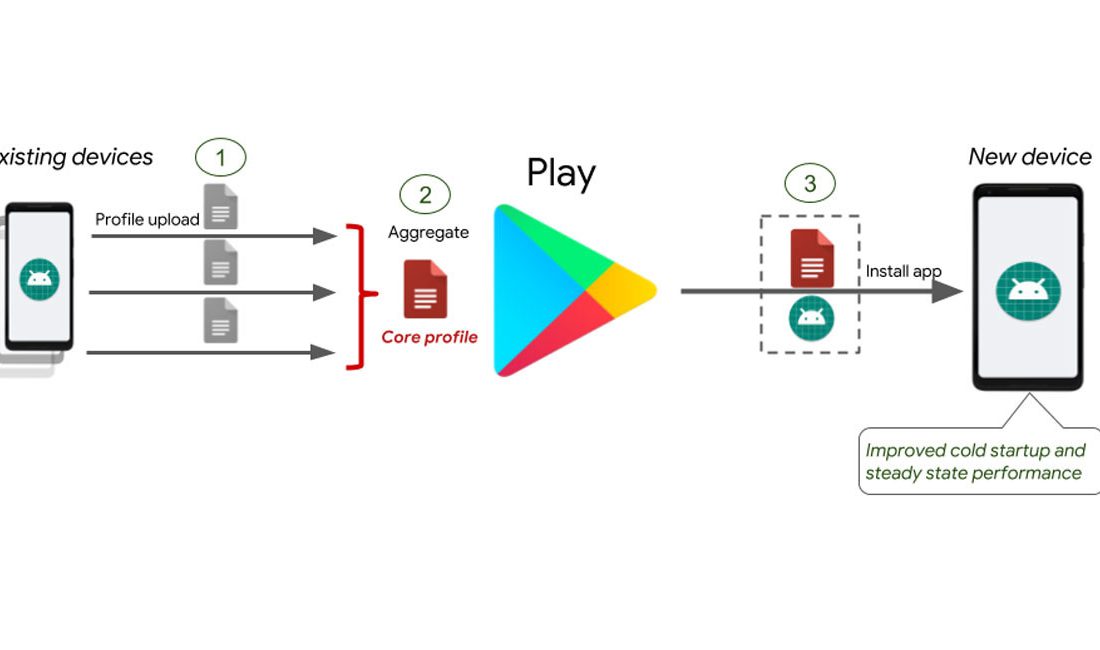 xisting devices
1
Profile upload
2
Aggregate
Core profile
Play
3
Install app
New device
Improved cold startup and
steady state performance